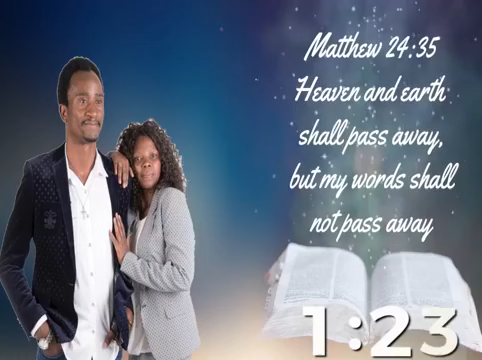 Matthew 24:35
Heaven and earth
shall pass away,
but my words shall
not pass away
1:23